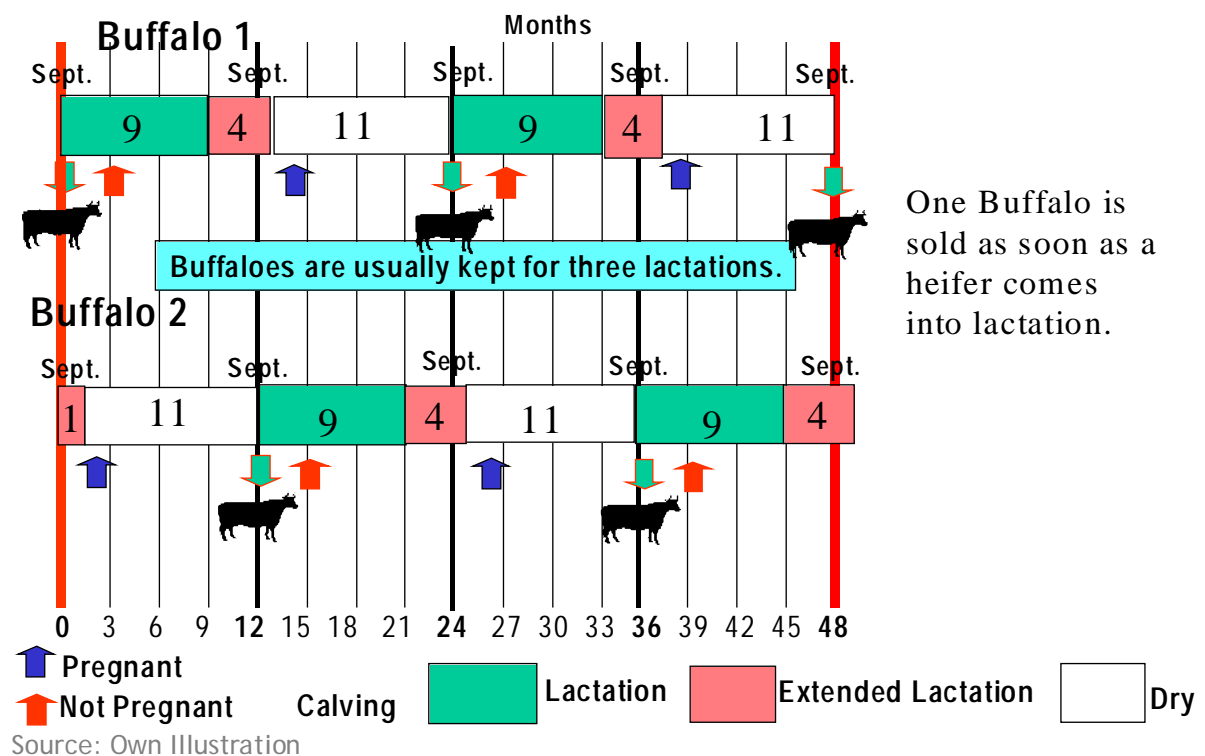 Buffalo 1
Months
Sept. Sept. Sept. Sept. Sept.
9 4 11 9 4 11
One Buffalo is
sold as soon as a
heifer comes
into lactation.
Buffaloes are usually kept for three lactations.
Buffalo 2
Sept. Sept. Sept. Sept. Sept.
1 11 9 4 11 9 4
0 3 6 9 12 15 18 21 24 27 30 33 36 39 42 45 48
Pregnant
Not Pregnant
Calving
Lactation
Extended Lactation
Dry
Source: Own Illustration